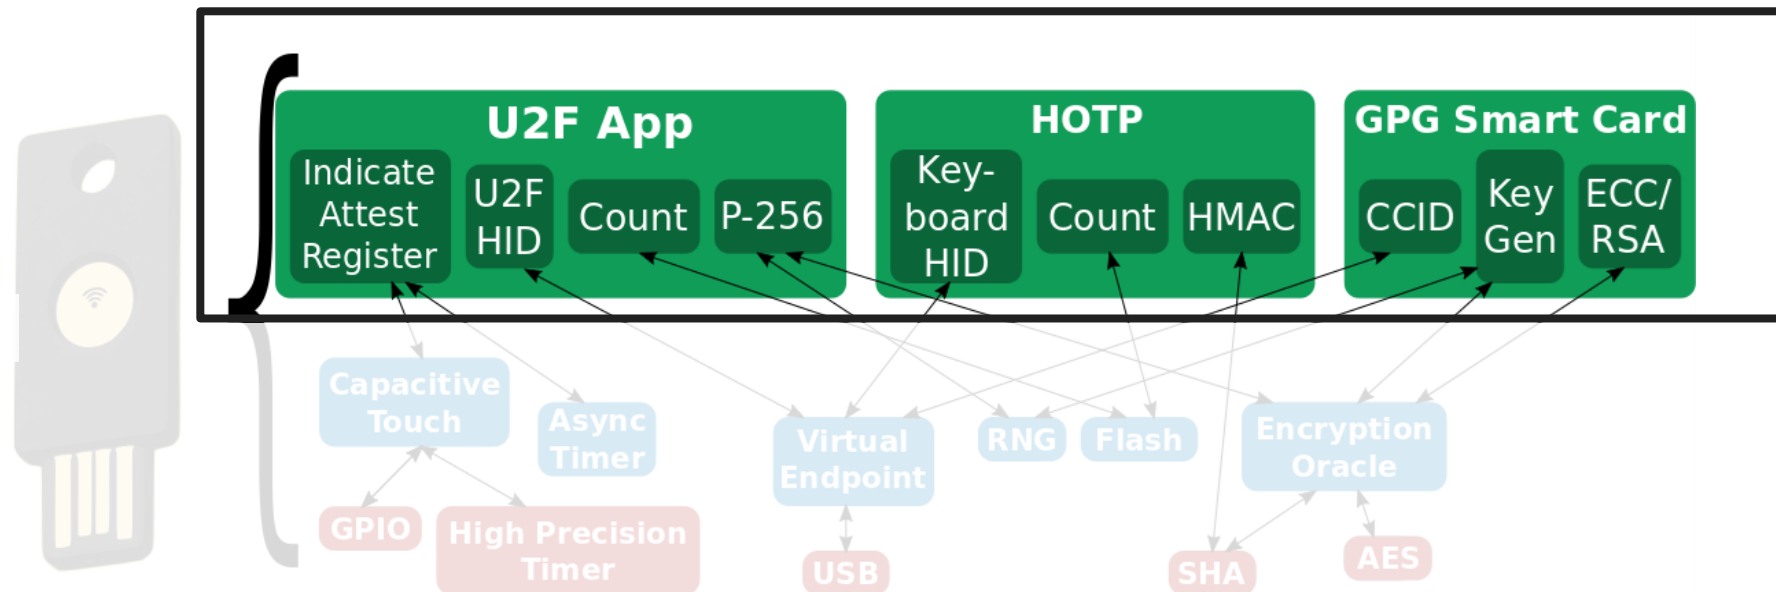 U2F App
Indicate
Attest
Register
U2F
HID
Count
P-256
HOTP
Key-
board
HID
Count
HMAC
GPG Smart Card
CCID
Key
Gen
ECC/
RSA
Capacitive
Touch
Async
Timer
Virtual
Endpoint
RNG
Flash
Encryption
Oracle
GPIO
High Precision
Timer
USB
SHA
AES